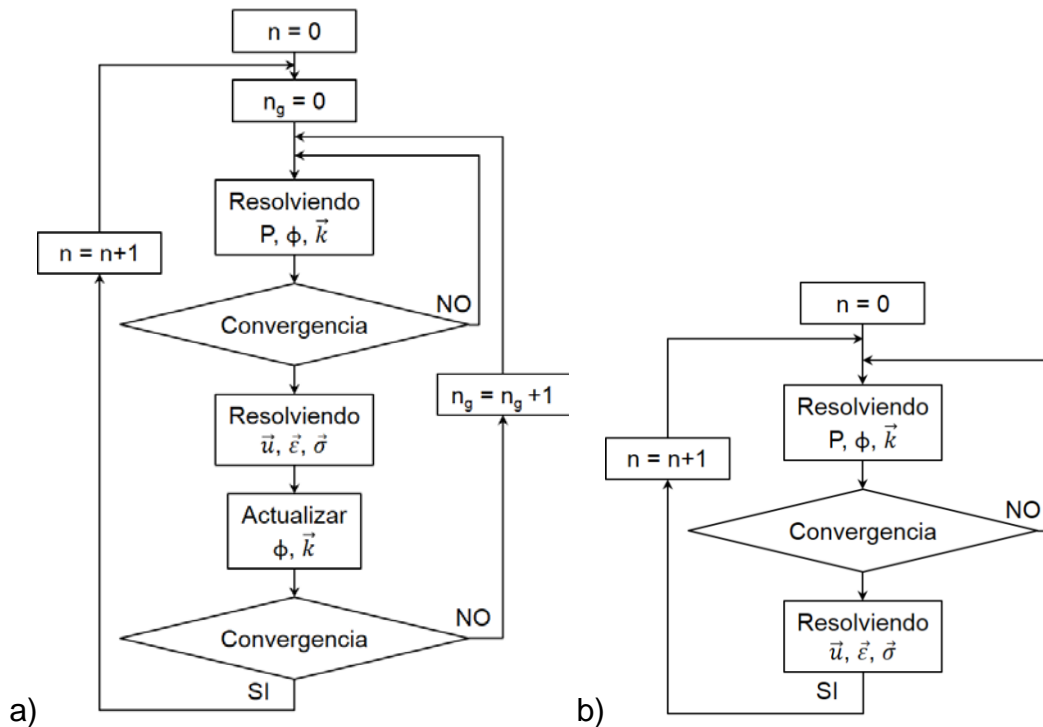 n = 0
n_g = 0
Resolviendo
P, ϕ, k⃗
n = n+1
NO
Convergencia
n_g = n_g +1
Resolviendo
u⃗, ε⃗, σ⃗
Actualizar
ϕ, k⃗
NO
Convergencia
SI
a)
n = 0
Resolviendo
P, ϕ, k⃗
n = n+1
NO
Convergencia
Resolviendo
u⃗, ε⃗, σ⃗
SI
b)